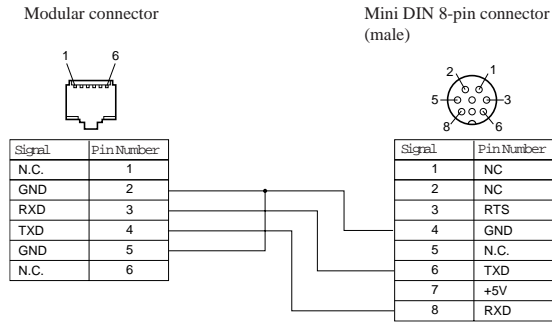 Modular connector
Mini DIN 8-pin connector
(male)
1 6
2 1
5 3
8 6
Signal Pin Number
N.C. 1
GND 2
RXD 3
TXD 4
GND 5
N.C. 6
Signal Pin Number
1 NC
2 NC
3 RTS
4 GND
5 N.C.
6 TXD
7 +5V
8 RXD